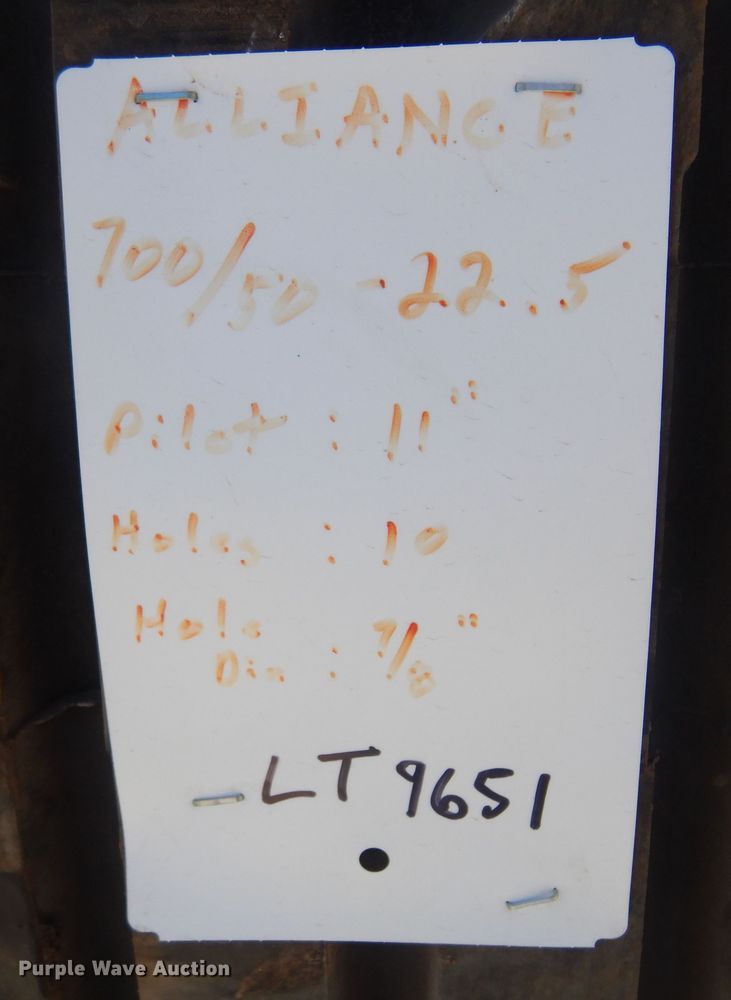 ALLIANCE
700/50 - 22.5
Pilot : 11"
Holes : 10
Hole
Dia : 7/8"
LT9651
Purple Wave Auction